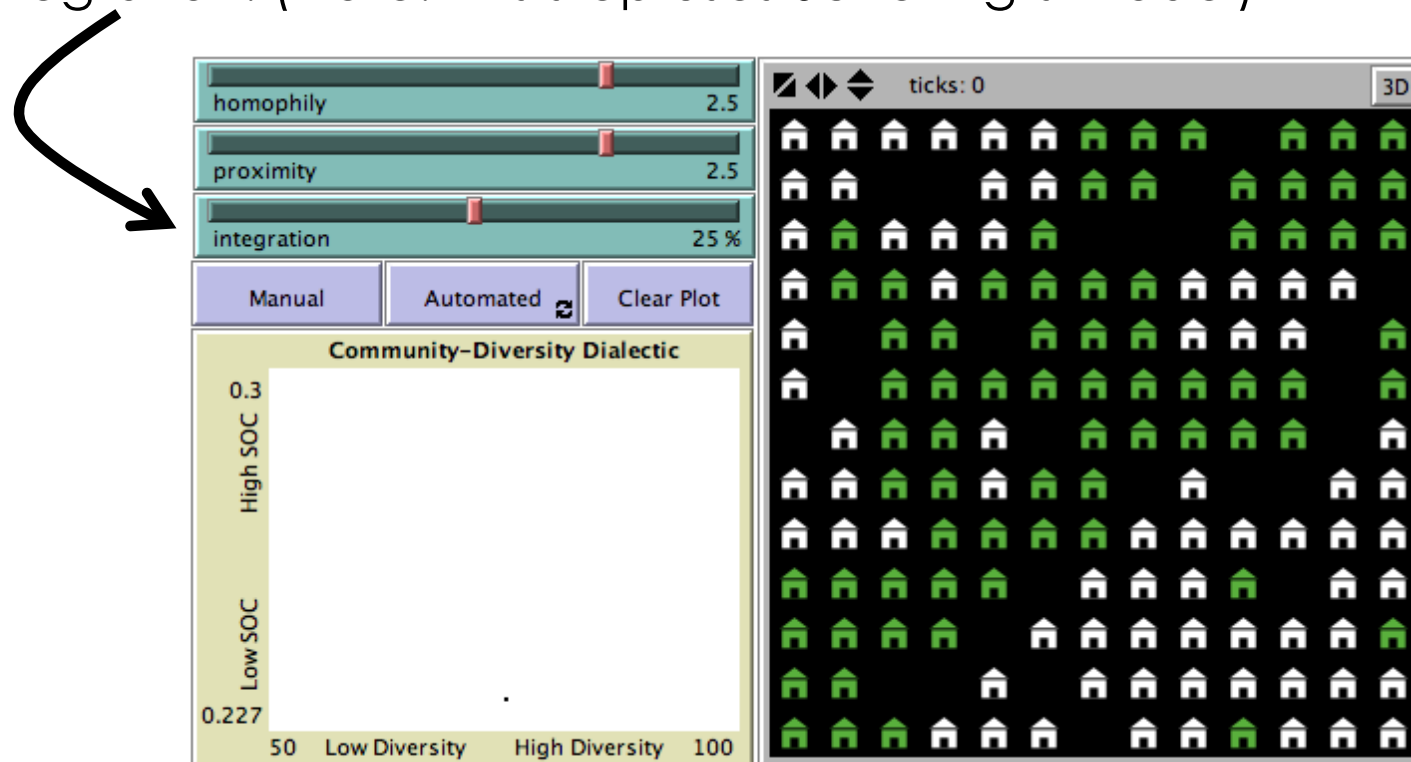 homophily 2.5
proximity 2.5
integration 25 %
Manual Automated Clear Plot
Community-Diversity Dialectic
0.3
High SOC
Low SOC
0.227
50 Low Diversity High Diversity 100
ticks: 0
3D